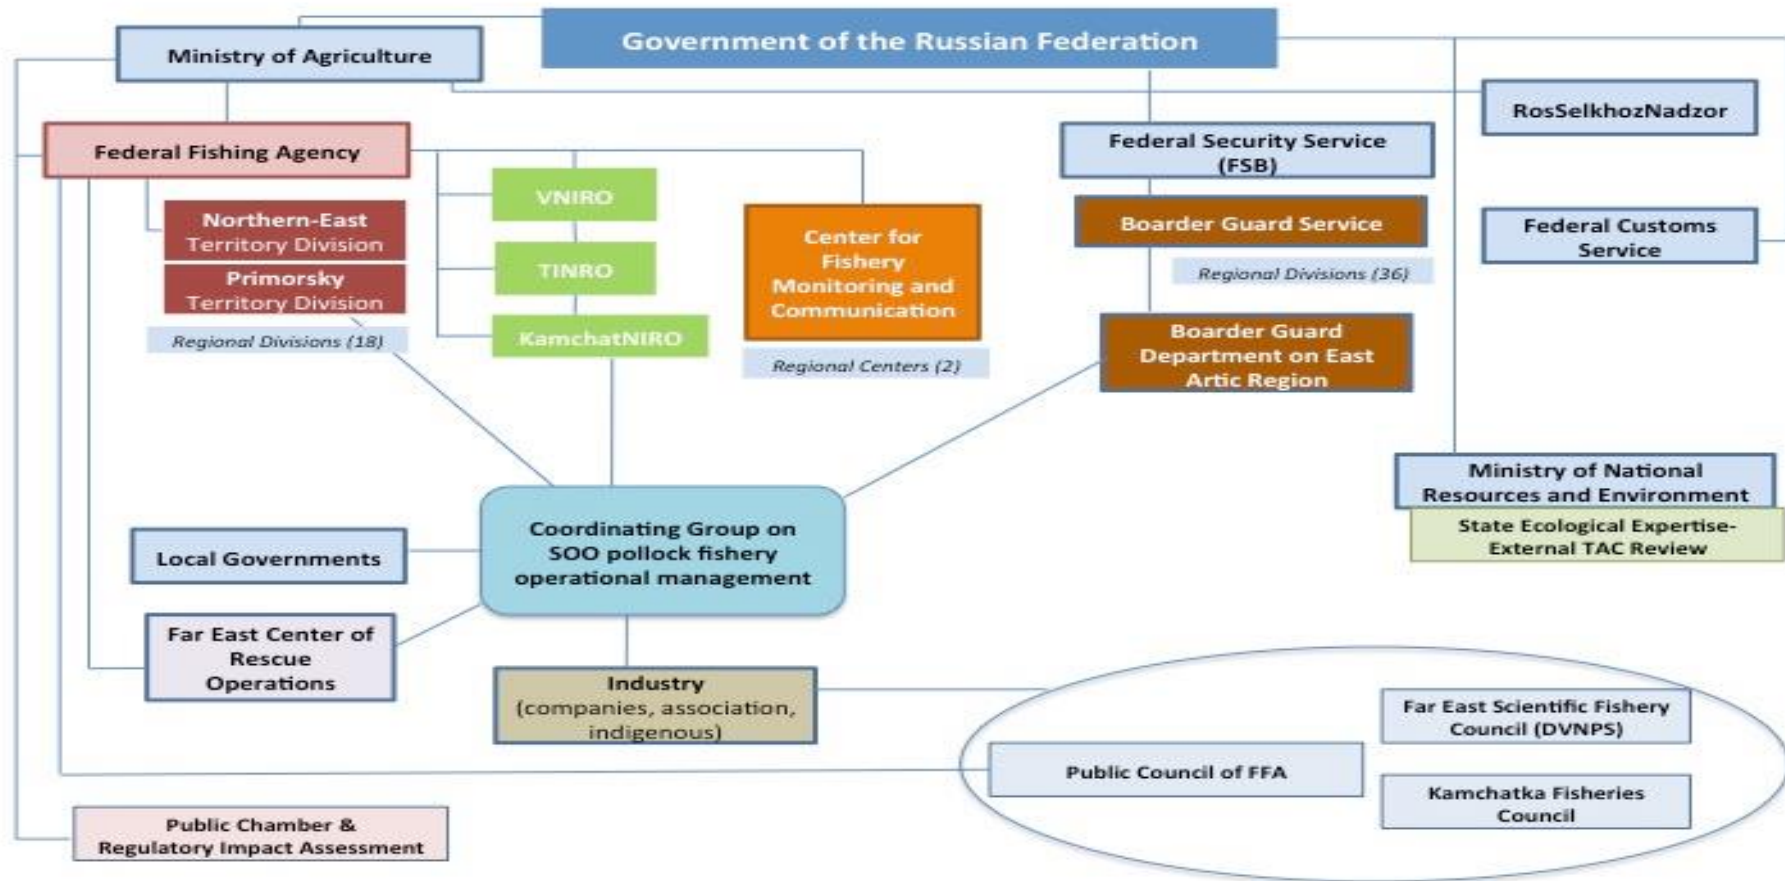 Government of the Russian Federation
Ministry of Agriculture
RosSelkhozNadzor
Federal Fishing Agency
Federal Security Service
(FSB)
VNIRO
Northern-East
Territory Division
Primorsky
Territory Division
Regional Divisions (18)
TINRO
KamchatNIRO
Center for
Fishery
Monitoring and
Communication
Regional Centers (2)
Boarder Guard Service
Regional Divisions (36)
Boarder Guard
Department on East
Artic Region
Federal Customs
Service
Ministry of National
Resources and Environment
State Ecological Expertise-
External TAC Review
Coordinating Group on
SOO pollock fishery
operational management
Local Governments
Far East Center of
Rescue
Operations
Industry
(companies, association,
indigenous)
Far East Scientific Fishery
Council (DVNPS)
Public Council of FFA
Kamchatka Fisheries
Council
Public Chamber &
Regulatory Impact Assessment